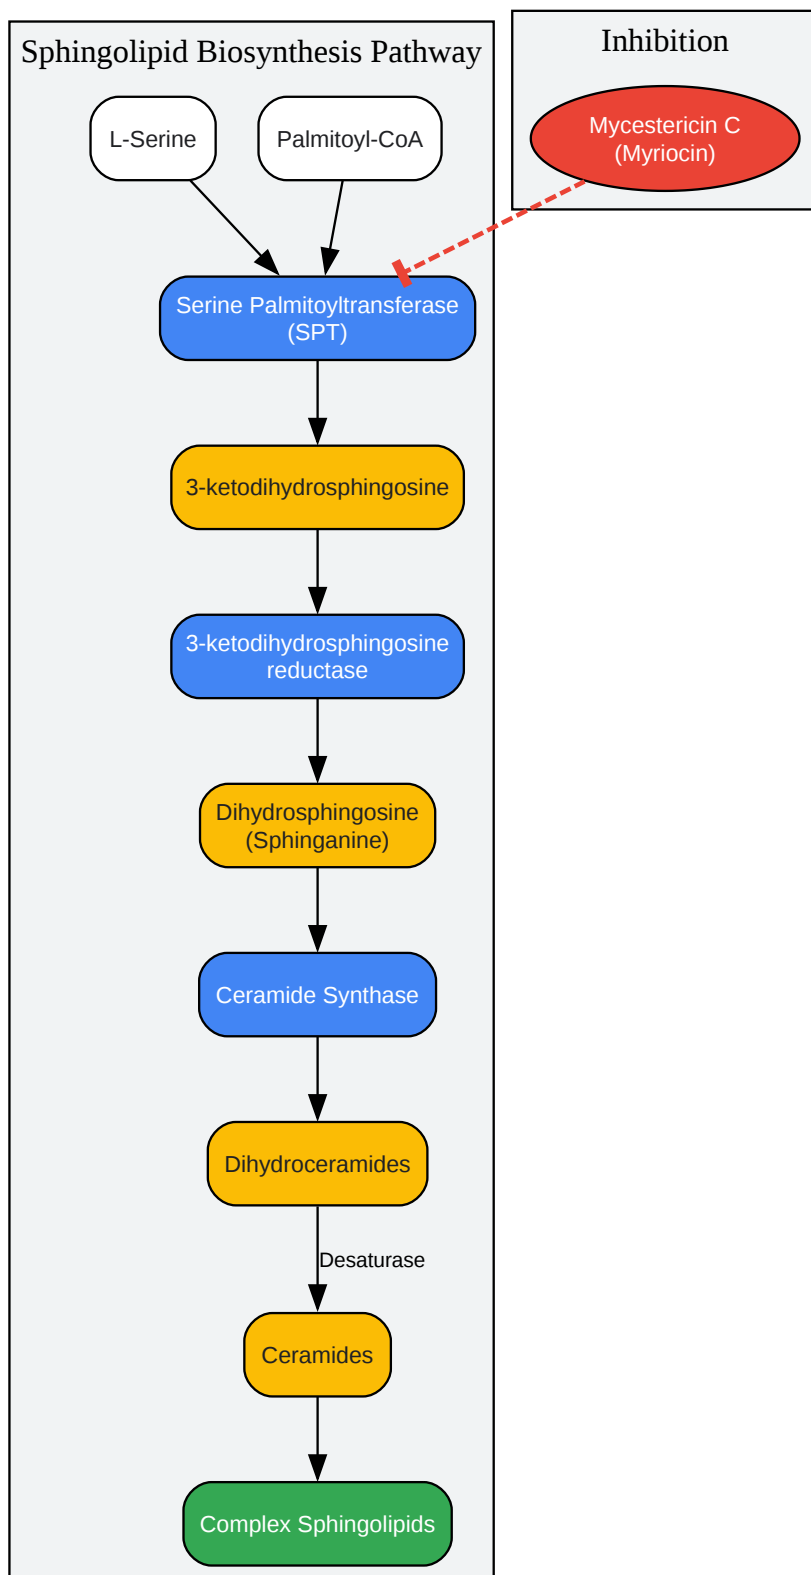 Sphingolipid Biosynthesis Pathway
Inhibition
L-Serine
Palmitoyl-CoA
Mycestericin C
(Myriocin)
Serine Palmitoyltransferase
(SPT)
3-ketodihydrosphingosine
3-ketodihydrosphingosine
reductase
Dihydrosphingosine
(Sphinganine)
Ceramide Synthase
Dihydroceramides
Desaturase
Ceramides
Complex Sphingolipids